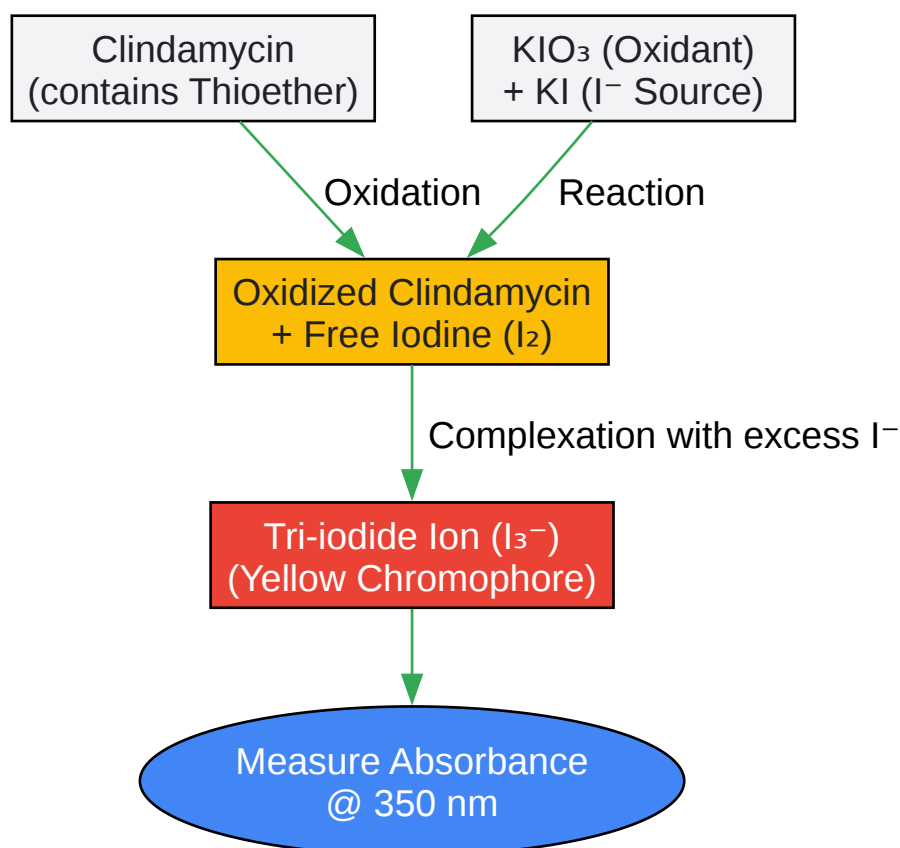 Clindamycin
(contains Thioether)
KIO₃ (Oxidant)
+ KI (I⁻ Source)
Oxidation
Reaction
Oxidized Clindamycin
+ Free Iodine (I₂)
Complexation with excess I⁻
Tri-iodide Ion (I₃⁻)
(Yellow Chromophore)
Measure Absorbance
@ 350 nm